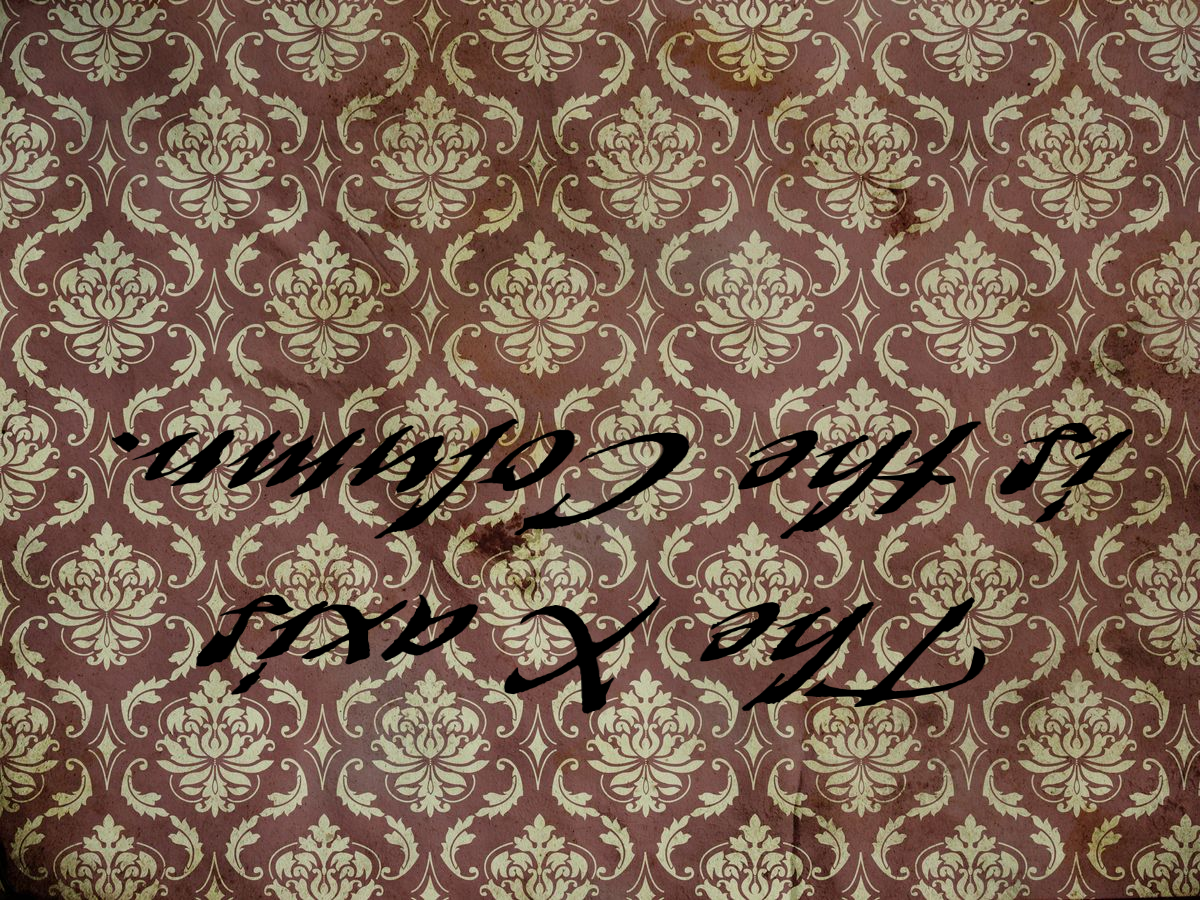 The X axis
is the Column.